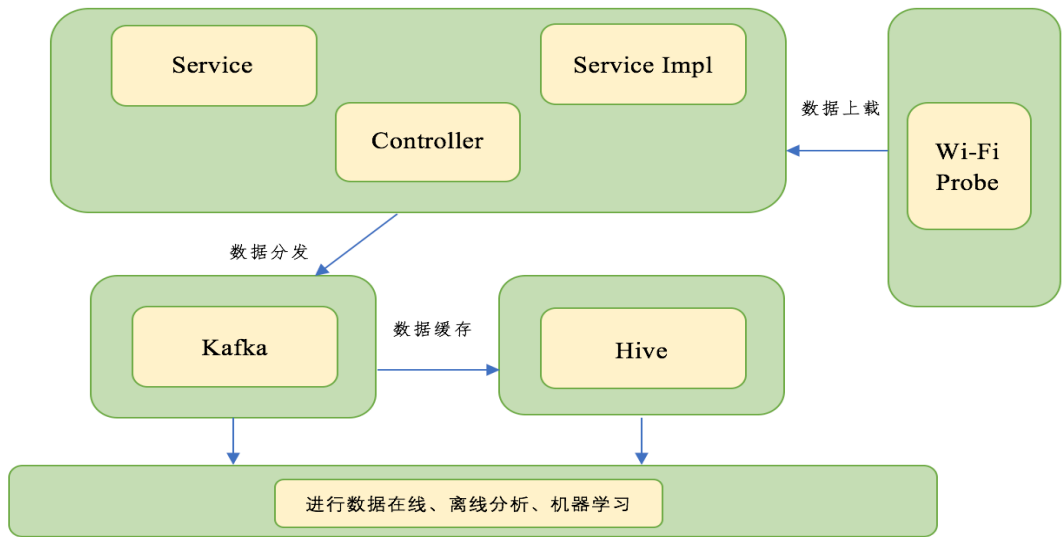 Service
Service Impl
Controller
数据上载
Wi-Fi
Probe
数据分发
Kafka
数据缓存
Hive
进行数据在线、离线分析、机器学习